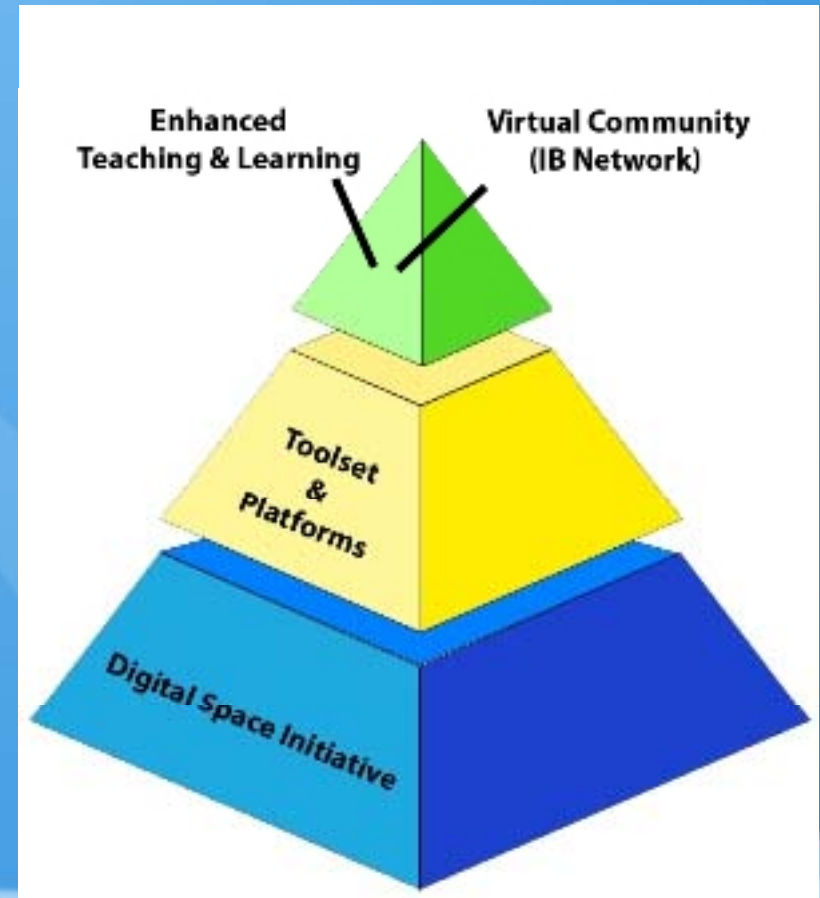 Enhanced
Teaching & Learning
Virtual Community
(IB Network)
Toolset
&
Platforms
Digital Space Initiative